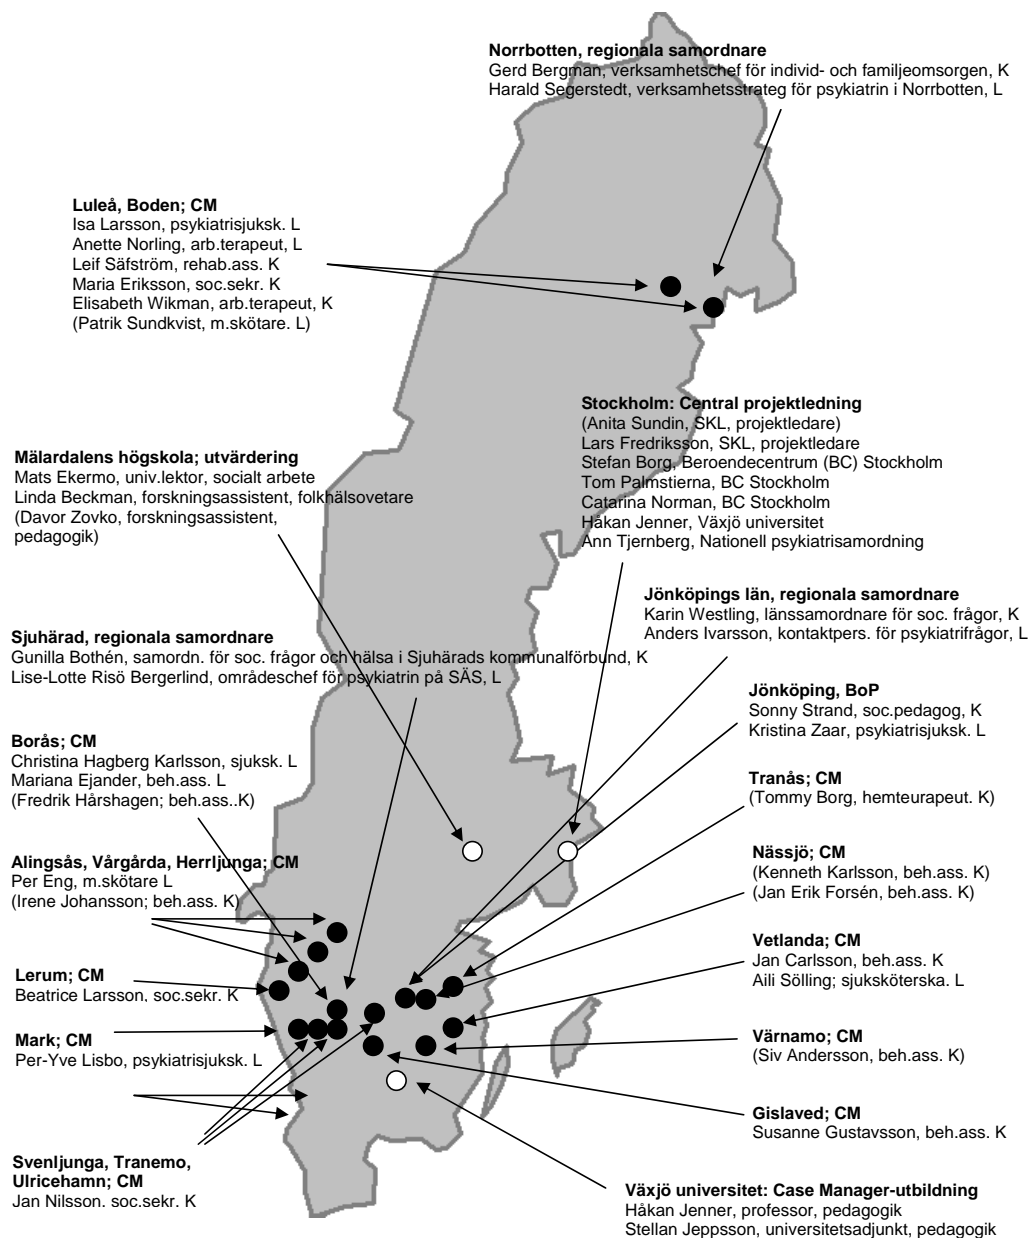 Norrbotten, regionala samordnare
Gerd Bergman, verksamhetschef för individ- och familjeomsorgen, K
Harald Segerstedt, verksamhetsstrateg för psykiatrin i Norrbotten, L
Luleå, Boden; CM
Isa Larsson, psykiatrisjuksk. L
Anette Norling, arb.terapeut, L
Leif Säfström, rehab.ass. K
Maria Eriksson, soc.sekr. K
Elisabeth Wikman, arb.terapeut, K
(Patrik Sundkvist, m.skötare. L)
Stockholm: Central projektledning
(Anita Sundin, SKL, projektledare)
Lars Fredriksson, SKL, projektledare
Stefan Borg, Beroendecentrum (BC) Stockholm
Tom Palmstierna, BC Stockholm
Catarina Norman, BC Stockholm
Håkan Jenner, Växjö universitet
Ann Tjernberg, Nationell psykiatrisamordning
Mälardalens högskola; utvärdering
Mats Ekermo, univ.lektor, socialt arbete
Linda Beckman, forskningsassistent, folkhälsovetare
(Davor Zovko, forskningsassistent,
pedagogik)
Jönköpings län, regionala samordnare
Karin Westling, länssamordnare för soc. frågor, K
Anders Ivarsson, kontaktpers. för psykiatrifrågor, L
Sjuhärad, regionala samordnare
Gunilla Bothén, samordn. för soc. frågor och hälsa i Sjuhärads kommunalförbund, K
Lise-Lotte Risö Bergerlind, områdeschef för psykiatrin på SÄS, L
Jönköping, BoP
Sonny Strand, soc.pedagog, K
Kristina Zaar, psykiatrisjuksk. L
Borås; CM
Christina Hagberg Karlsson, sjuksk. L
Mariana Ejander, beh.ass. L
(Fredrik Hårshagen; beh.ass..K)
Tranås; CM
(Tommy Borg, hemteurapeut. K)
Alingsås, Vårgårda, Herrljunga; CM
Per Eng, m.skötare L
(Irene Johansson; beh.ass. K)
Nässjö; CM
(Kenneth Karlsson, beh.ass. K)
(Jan Erik Forsén, beh.ass. K)
Vetlanda; CM
Jan Carlsson, beh.ass. K
Aili Sölling; sjuksköterska. L
Lerum; CM
Beatrice Larsson, soc.sekr. K
Mark; CM
Per-Yve Lisbo, psykiatrisjuksk. L
Värnamo; CM
(Siv Andersson, beh.ass. K)
Gislaved; CM
Susanne Gustavsson, beh.ass. K
Svenljunga, Tranemo,
Ulricehamn; CM
Jan Nilsson. soc.sekr. K
Växjö universitet: Case Manager-utbildning
Håkan Jenner, professor, pedagogik
Stellan Jeppsson, universitetsadjunkt, pedagogik